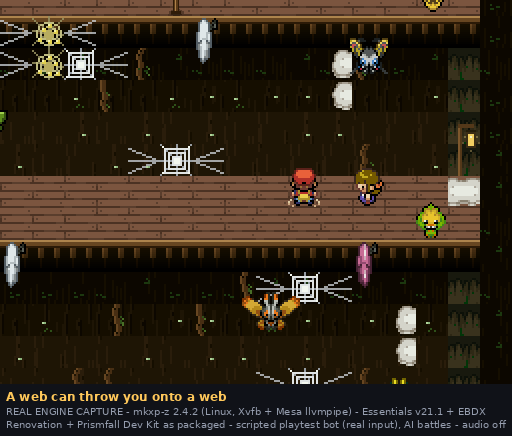 A web can throw you onto a web
REAL ENGINE CAPTURE - mkxp-z 2.4.2 (Linux, Xvfb + Mesa llvmpipe) - Essentials v21.1 + EBDX
Renovation + Prismfall Dev Kit as packaged - scripted playtest bot (real input), AI battles - audio off